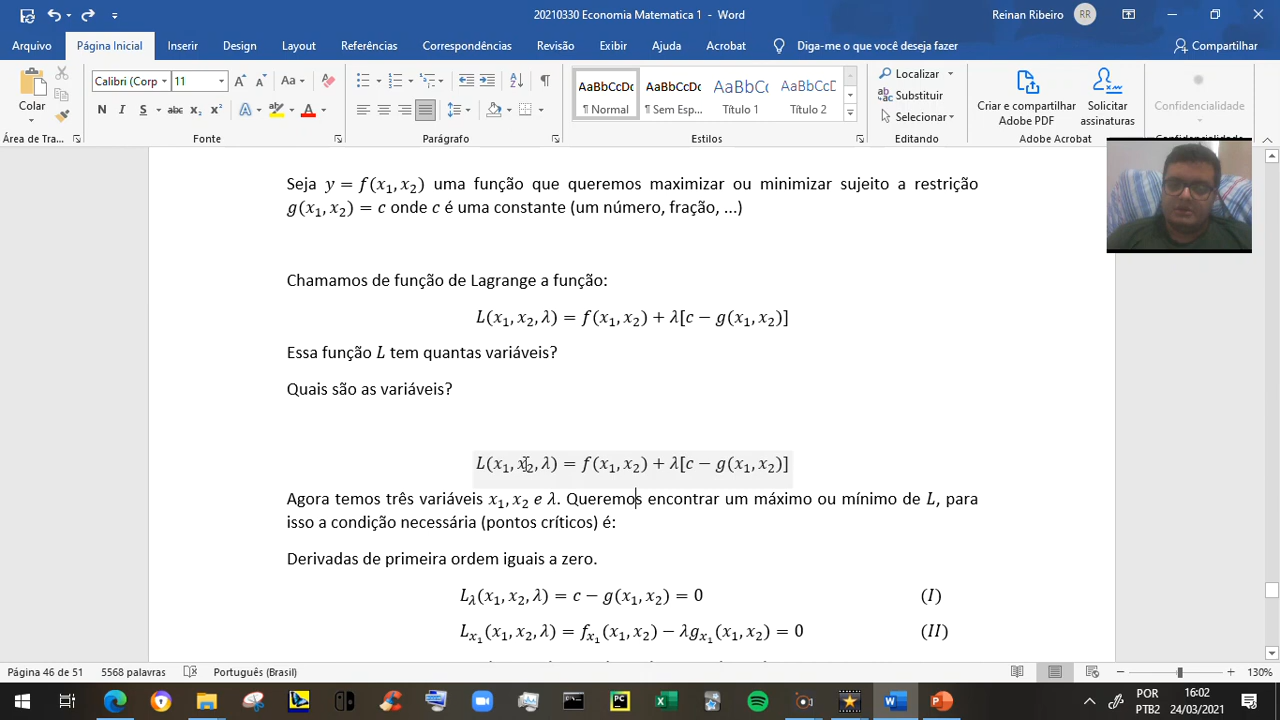 20210330 Economia Matematica 1 - Word
Reinan Ribeiro
RR
Arquivo Página Inicial Inserir Design Layout Referências Correspondências Revisão Exibir Ajuda Acrobat Diga-me o que você deseja fazer Compartilhar
Calibri (Corp 11
Colar
Área de Tra...
Fonte
Parágrafo
AaBbCcDc AaBbCcDc AaBbCc AaBbCcD
¶ Normal ¶ Sem Esp... Título 1 Título 2
Estilos
Localizar
Substituir
Selecionar
Editando
Criar e compartilhar Adobe PDF
Solicitar assinaturas
Adobe Acrobat
Confidencialidade
Confidencialidade
Seja y = f(x₁, x₂) uma função que queremos maximizar ou minimizar sujeito a restrição
g(x₁, x₂) = c onde c é uma constante (um número, fração, ...)
Chamamos de função de Lagrange a função:
L(x₁, x₂, λ) = f(x₁, x₂) + λ[c − g(x₁, x₂)]
Essa função L tem quantas variáveis?
Quais são as variáveis?
L(x₁, x₂, λ) = f(x₁, x₂) + λ[c − g(x₁, x₂)]
Agora temos três variáveis x₁, x₂ e λ. Queremos encontrar um máximo ou mínimo de L, para
isso a condição necessária (pontos críticos) é:
Derivadas de primeira ordem iguais a zero.
L_λ(x₁, x₂, λ) = c − g(x₁, x₂) = 0 (I)
L_x₁(x₁, x₂, λ) = f_x₁(x₁, x₂) − λg_x₁(x₁, x₂) = 0 (II)
Página 46 de 51 5568 palavras Português (Brasil) 130%
POR
PTB2
16:02
24/03/2021